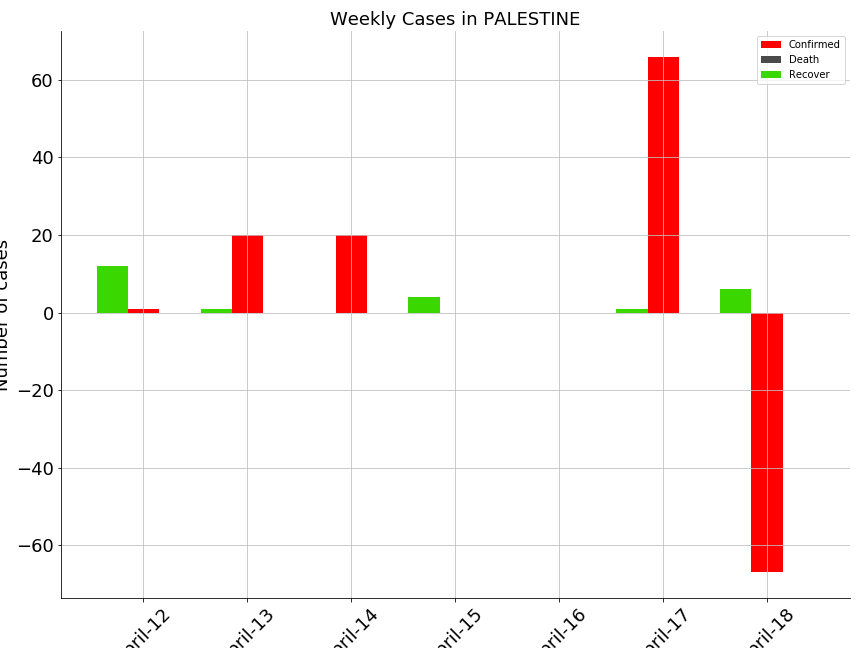 Weekly Cases in PALESTINE
Confirmed
Death
Recover
60
40
20
0
−20
−40
−60
Number of cases
pril-12
pril-13
pril-14
pril-15
pril-16
pril-17
pril-18